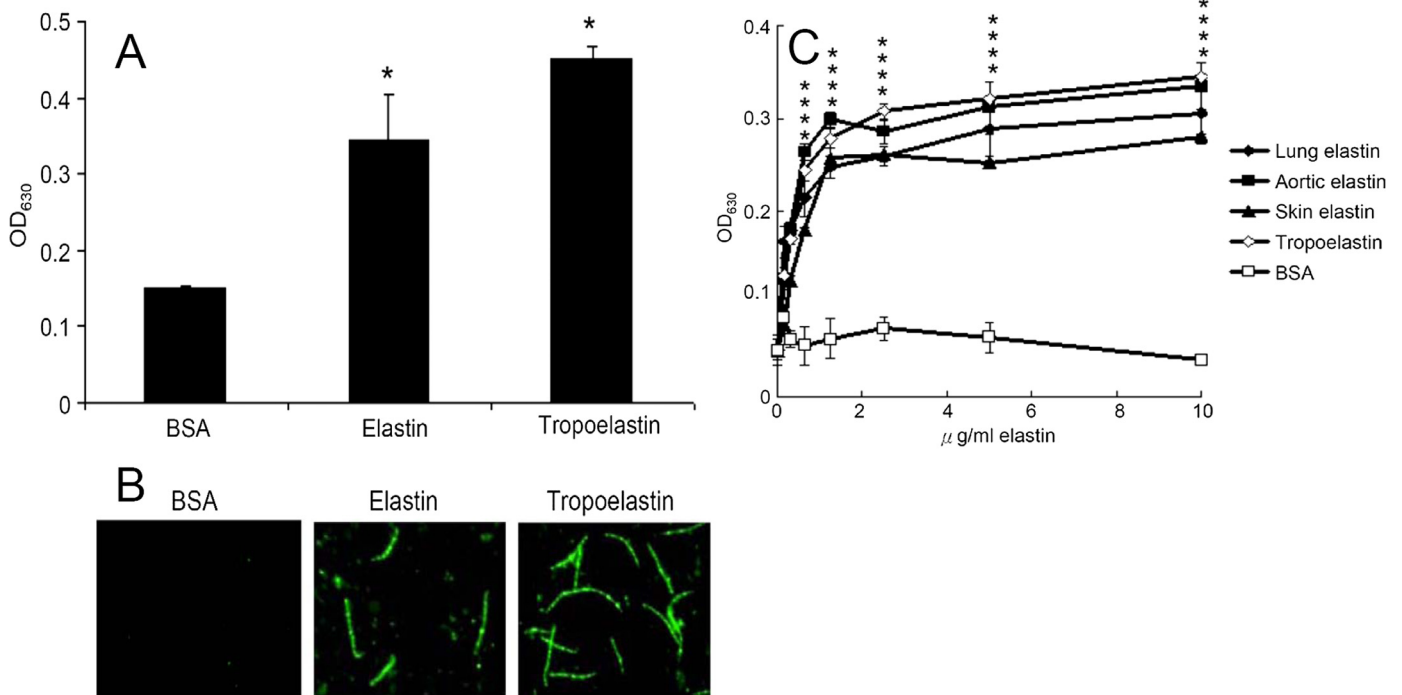 A
0.5
0.4
0.3
0.2
0.1
0
OD630
*
*
BSA Elastin Tropoelastin
B
BSA Elastin Tropoelastin
C
0.4
0.3
0.2
0.1
0
OD630
* * * *
* * * *
* * * *
* * * *
* * * *
0 2 4 6 8 10
μ g/ml elastin
Lung elastin
Aortic elastin
Skin elastin
Tropoelastin
BSA